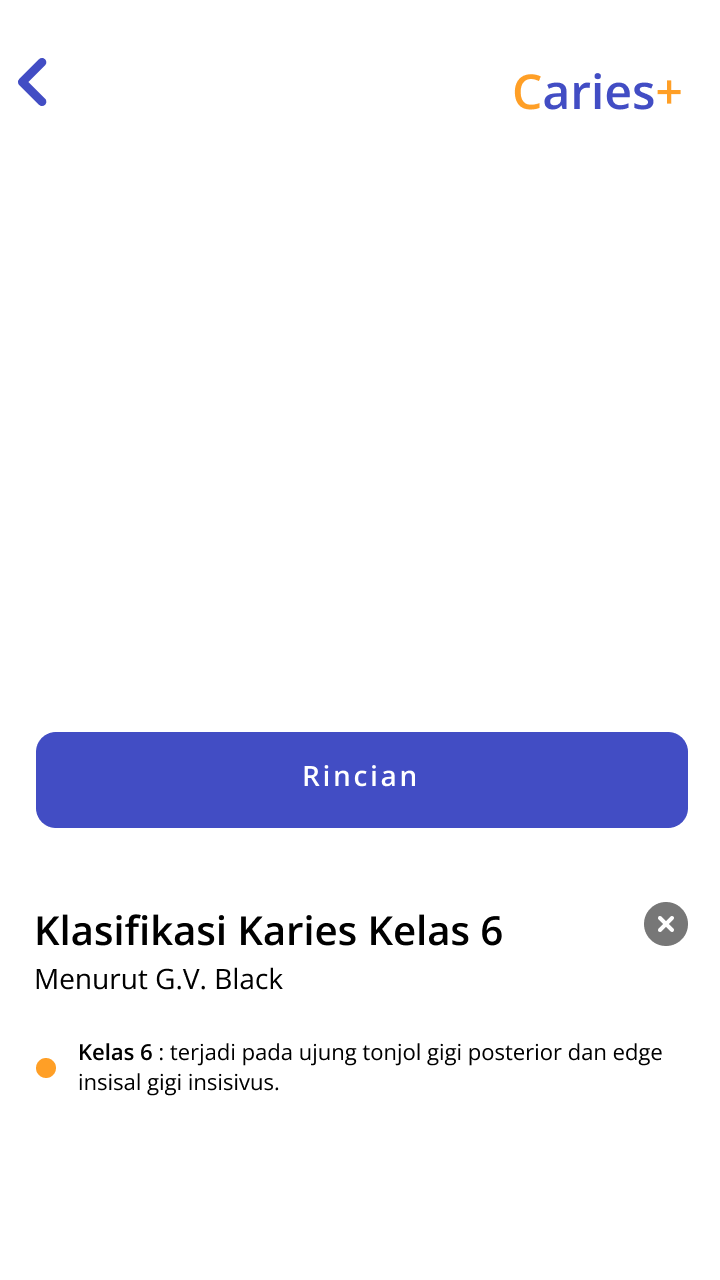 Caries+
Rincian
Klasifikasi Karies Kelas 6
Menurut G.V. Black
Kelas 6 : terjadi pada ujung tonjol gigi posterior dan edge
insisal gigi insisivus.